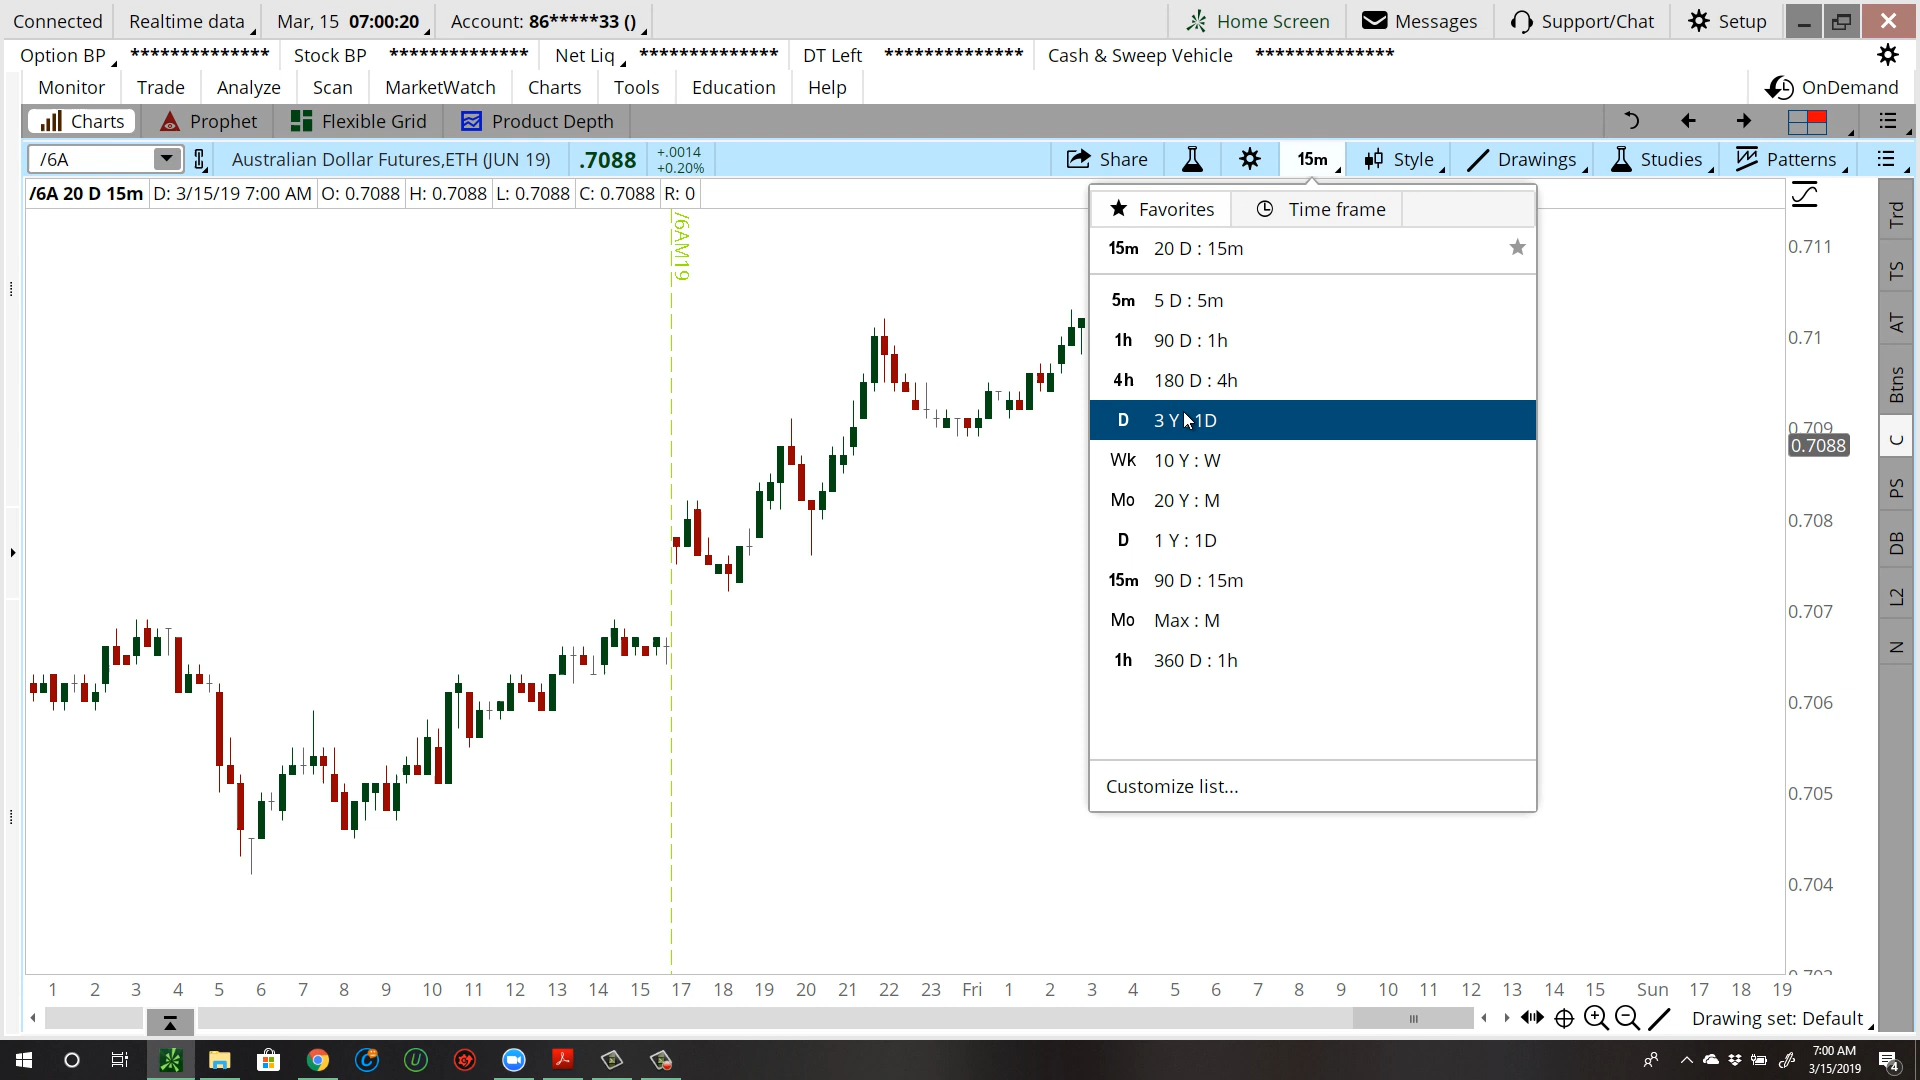 Connected Realtime data Mar, 15 07:00:20 Account: 86*****33 () Home Screen Messages Support/Chat Setup
Option BP ************** Stock BP ************** Net Liq ************** DT Left ************** Cash & Sweep Vehicle **************
Monitor Trade Analyze Scan MarketWatch Charts Tools Education Help OnDemand
Charts Prophet Flexible Grid Product Depth
/6A Australian Dollar Futures,ETH (JUN 19) .7088 +.0014 +0.20% Share 15m Style Drawings Studies Patterns
/6A 20 D 15m D: 3/15/19 7:00 AM O: 0.7088 H: 0.7088 L: 0.7088 C: 0.7088 R: 0
/6AM19
Favorites Time frame
15m 20 D : 15m
5m 5 D : 5m
1h 90 D : 1h
4h 180 D : 4h
D 3 Y 1D
Wk 10 Y : W
Mo 20 Y : M
D 1 Y : 1D
15m 90 D : 15m
Mo Max : M
1h 360 D : 1h
Customize list...
0.711
0.71
0.709
0.7088
0.708
0.707
0.706
0.705
0.704
Trd
TS
AT
Btns
C
PS
DB
L2
N
1 2 3 4 5 6 7 8 9 10 11 12 13 14 15 17 18 19 20 21 22 23 Fri 1 2 3 4 5 6 7 8 9 10 11 12 13 14 15 Sun 17 18 19
Drawing set: Default
7:00 AM
3/15/2019
4